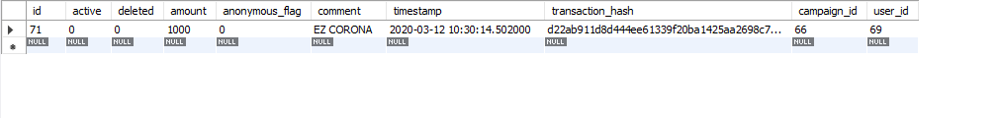 id active deleted amount anonymous_flag comment timestamp transaction_hash campaign_id user_id
71 0 0 1000 0 EZ CORONA 2020-03-12 10:30:14.502000 d22ab911d8d444ee61339f20ba1425aa2698c7... 66 69
NULL NULL NULL NULL NULL NULL NULL NULL NULL NULL